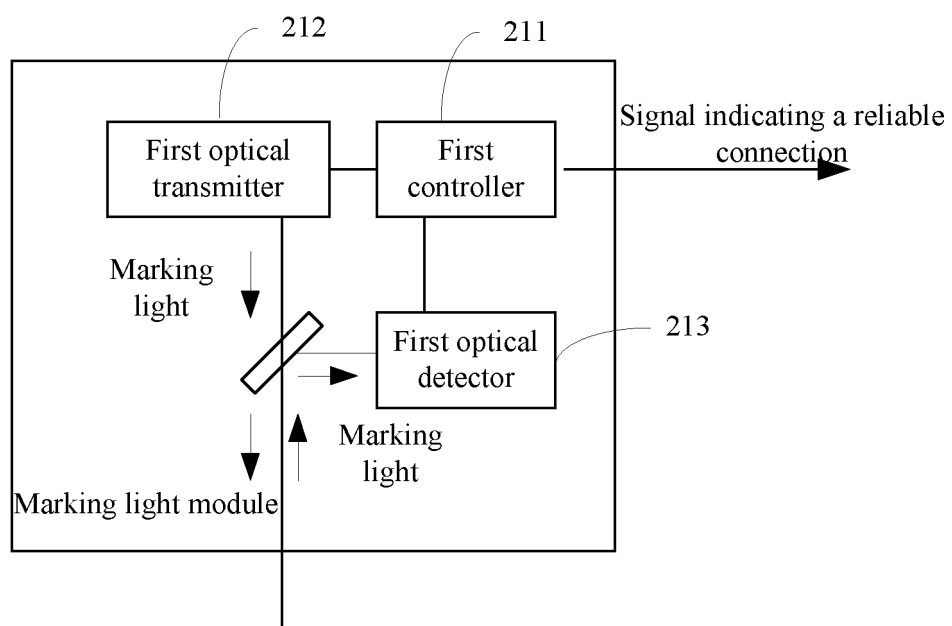 212
211
Signal indicating a reliable
connection
First optical
transmitter
First
controller
Marking
light
First optical
detector
213
Marking
light
Marking light module